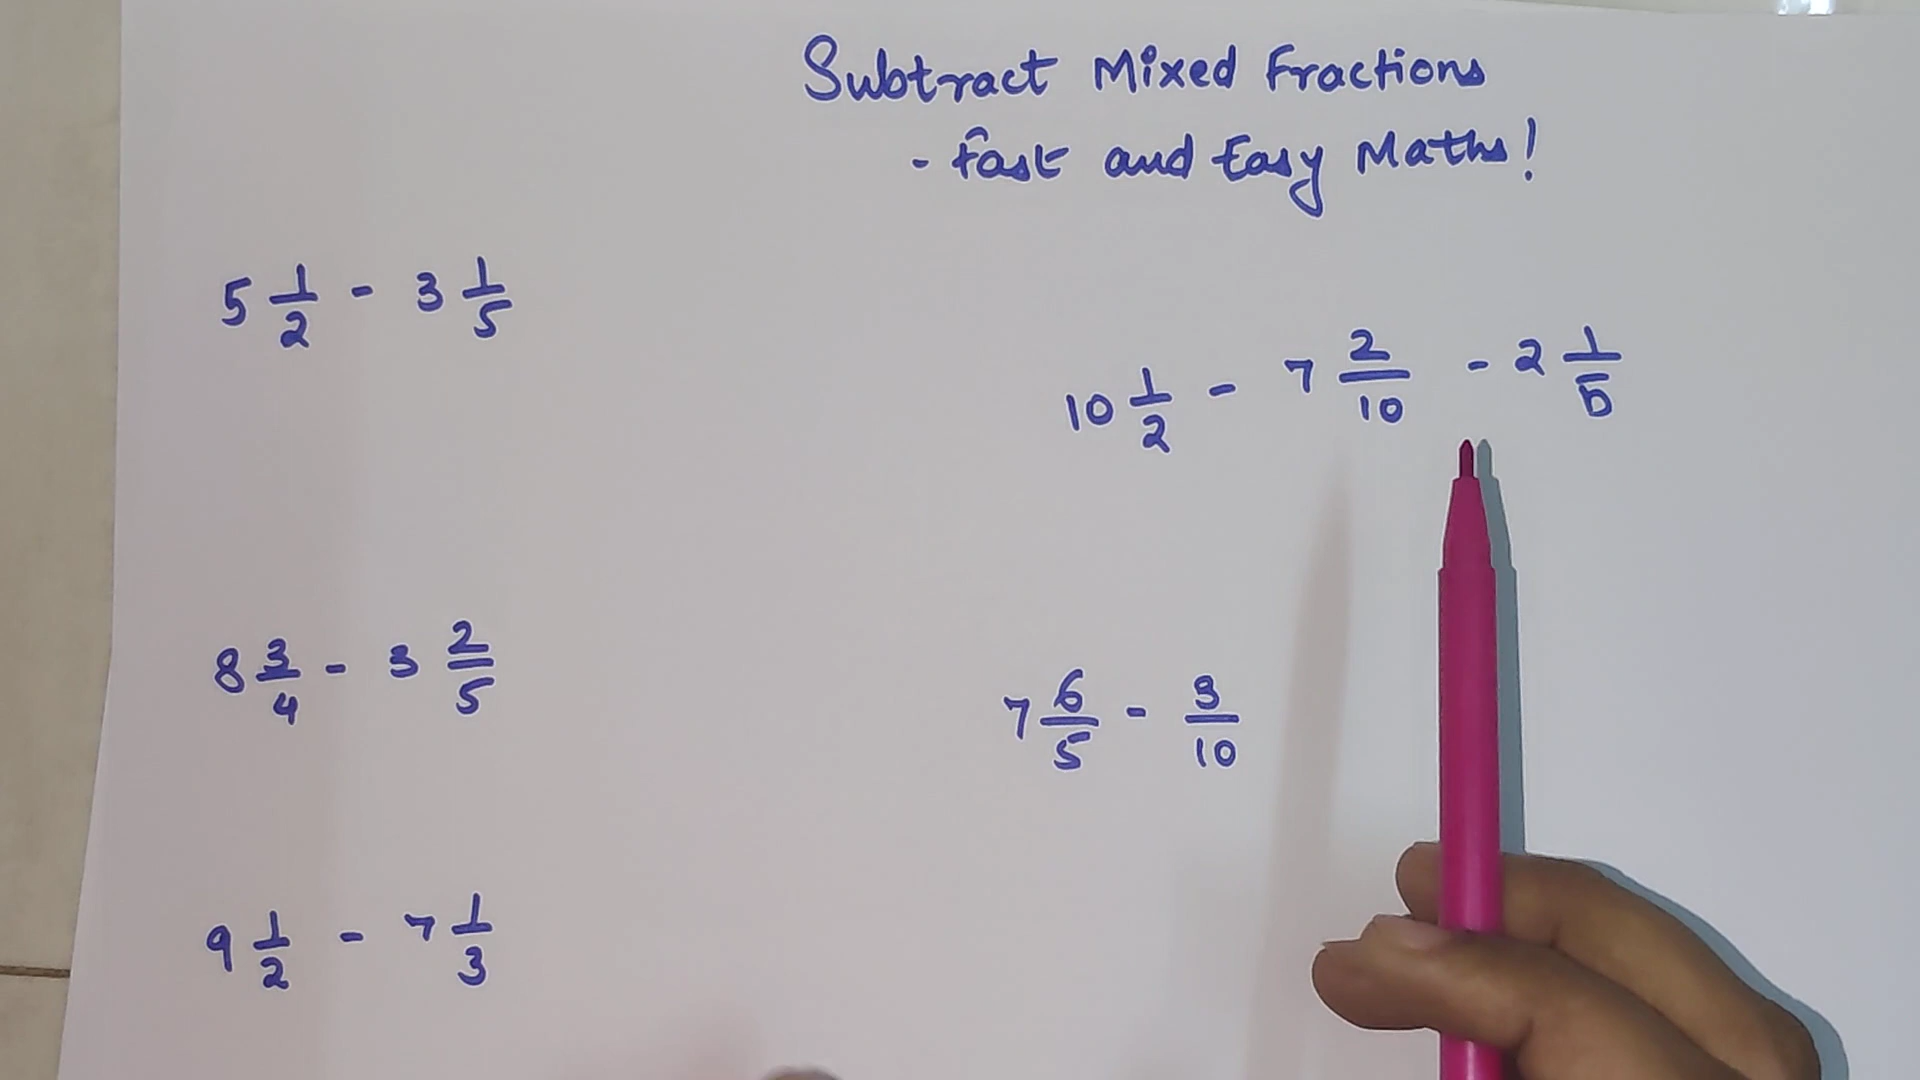 Subtract Mixed Fractions
- Fast and Easy Maths!
5 1/2 - 3 1/5
10 1/2 - 7 2/10 - 2 1/5
8 3/4 - 3 2/5
7 6/5 - 3/10
9 1/2 - 7 1/3